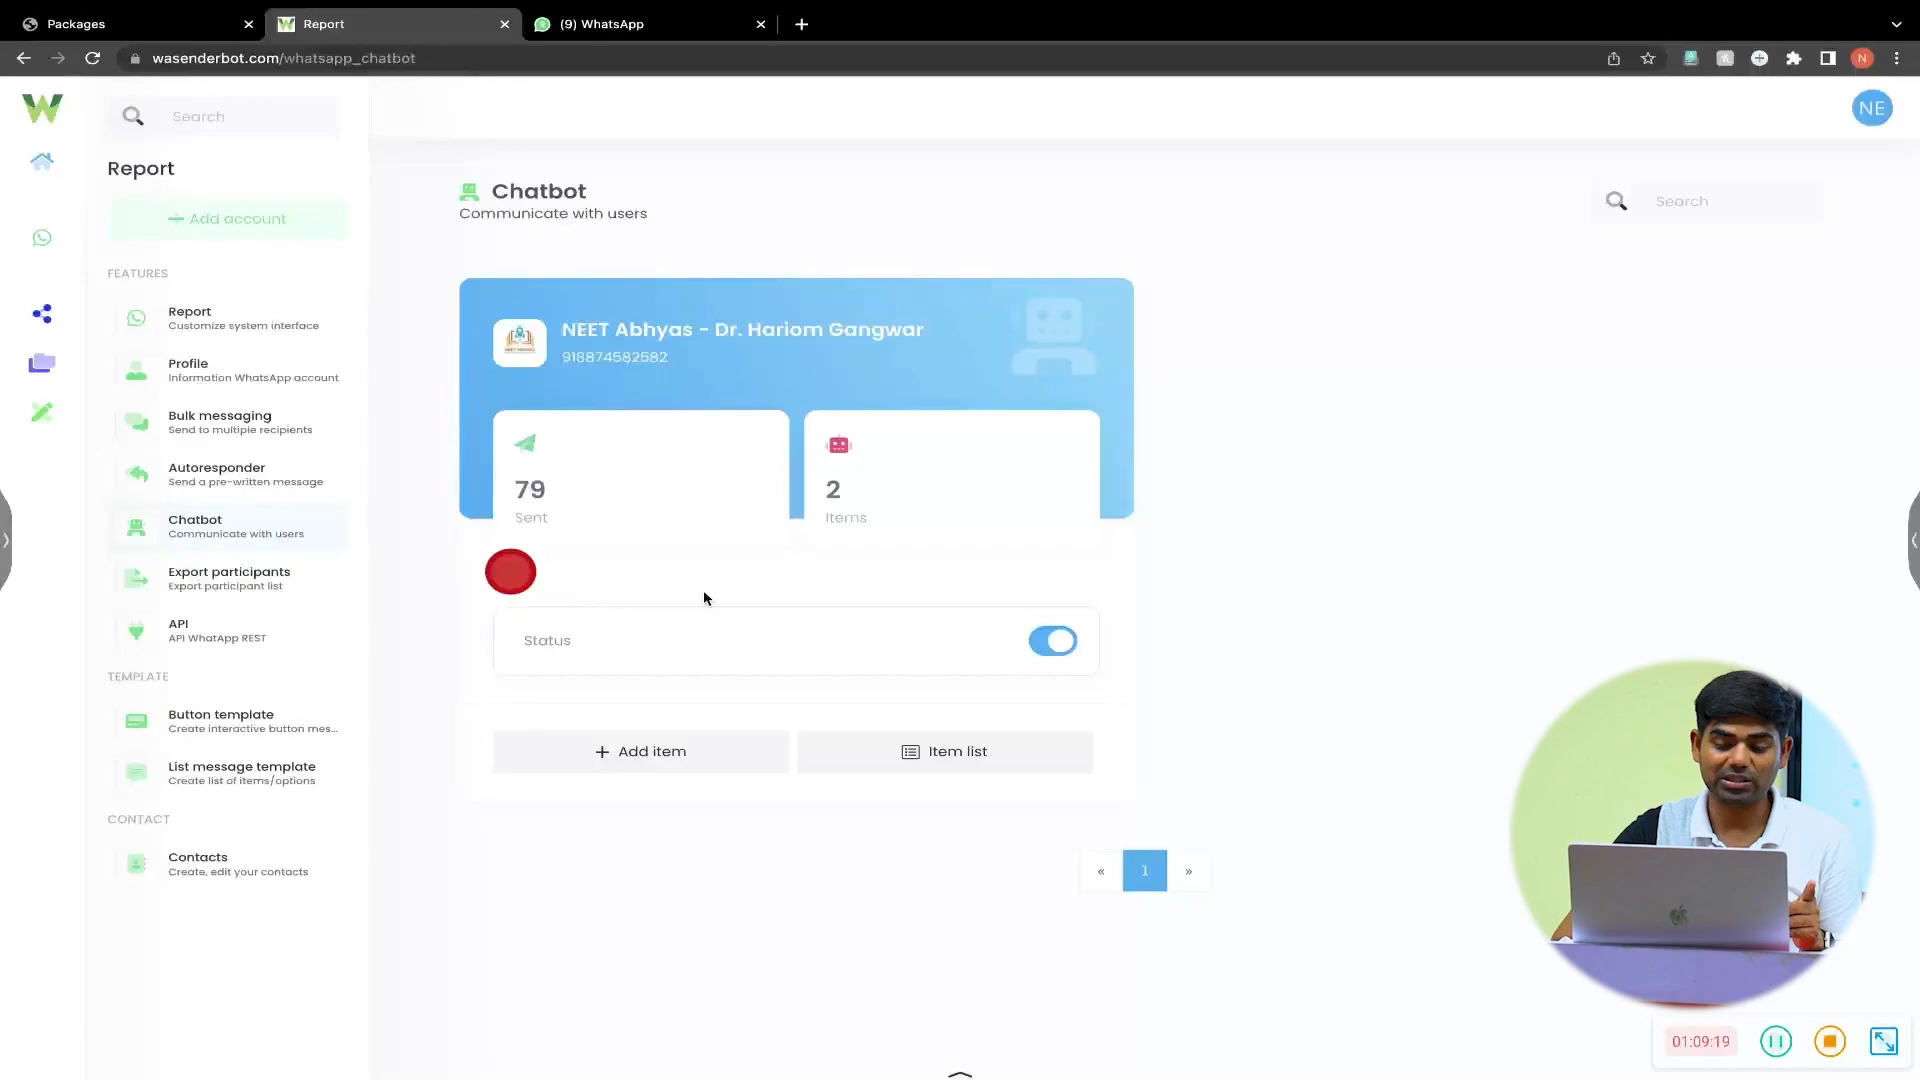 Packages
Report
(9) WhatsApp
wasenderbot.com/whatsapp_chatbot
N
W
Search
NE
Report
Add account
FEATURES
Report
Customize system interface
Profile
Information WhatsApp account
Bulk messaging
Send to multiple recipients
Autoresponder
Send a pre-written message
Chatbot
Communicate with users
Export participants
Export participant list
API
API WhatApp REST
TEMPLATE
Button template
Create interactive button mes...
List message template
Create list of items/options
CONTACT
Contacts
Create, edit your contacts
Chatbot
Communicate with users
Search
NEET Abhyas - Dr. Hariom Gangwar
918874582582
79
Sent
2
Items
Status
+ Add item
Item list
« 1 »
01:09:19